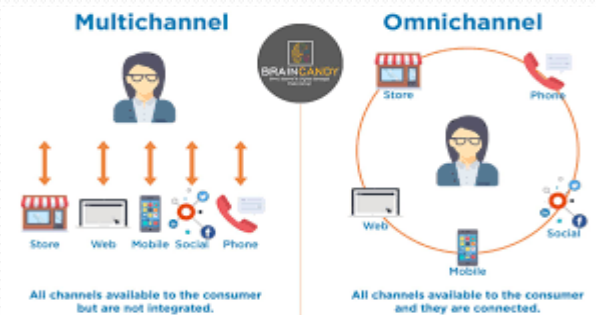 Multichannel
BRAINCANDY
Store Web Mobile Social Phone
All channels available to the consumer
but are not integrated.
Omnichannel
Store
Phone
Web
Social
Mobile
All channels available to the consumer
and they are connected.